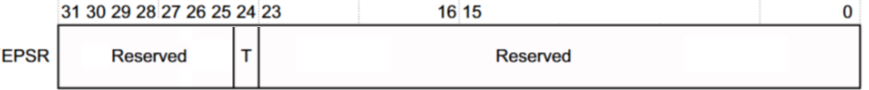 31 30 29 28 27 26 25 24 23 16 15 0
EPSR Reserved T Reserved